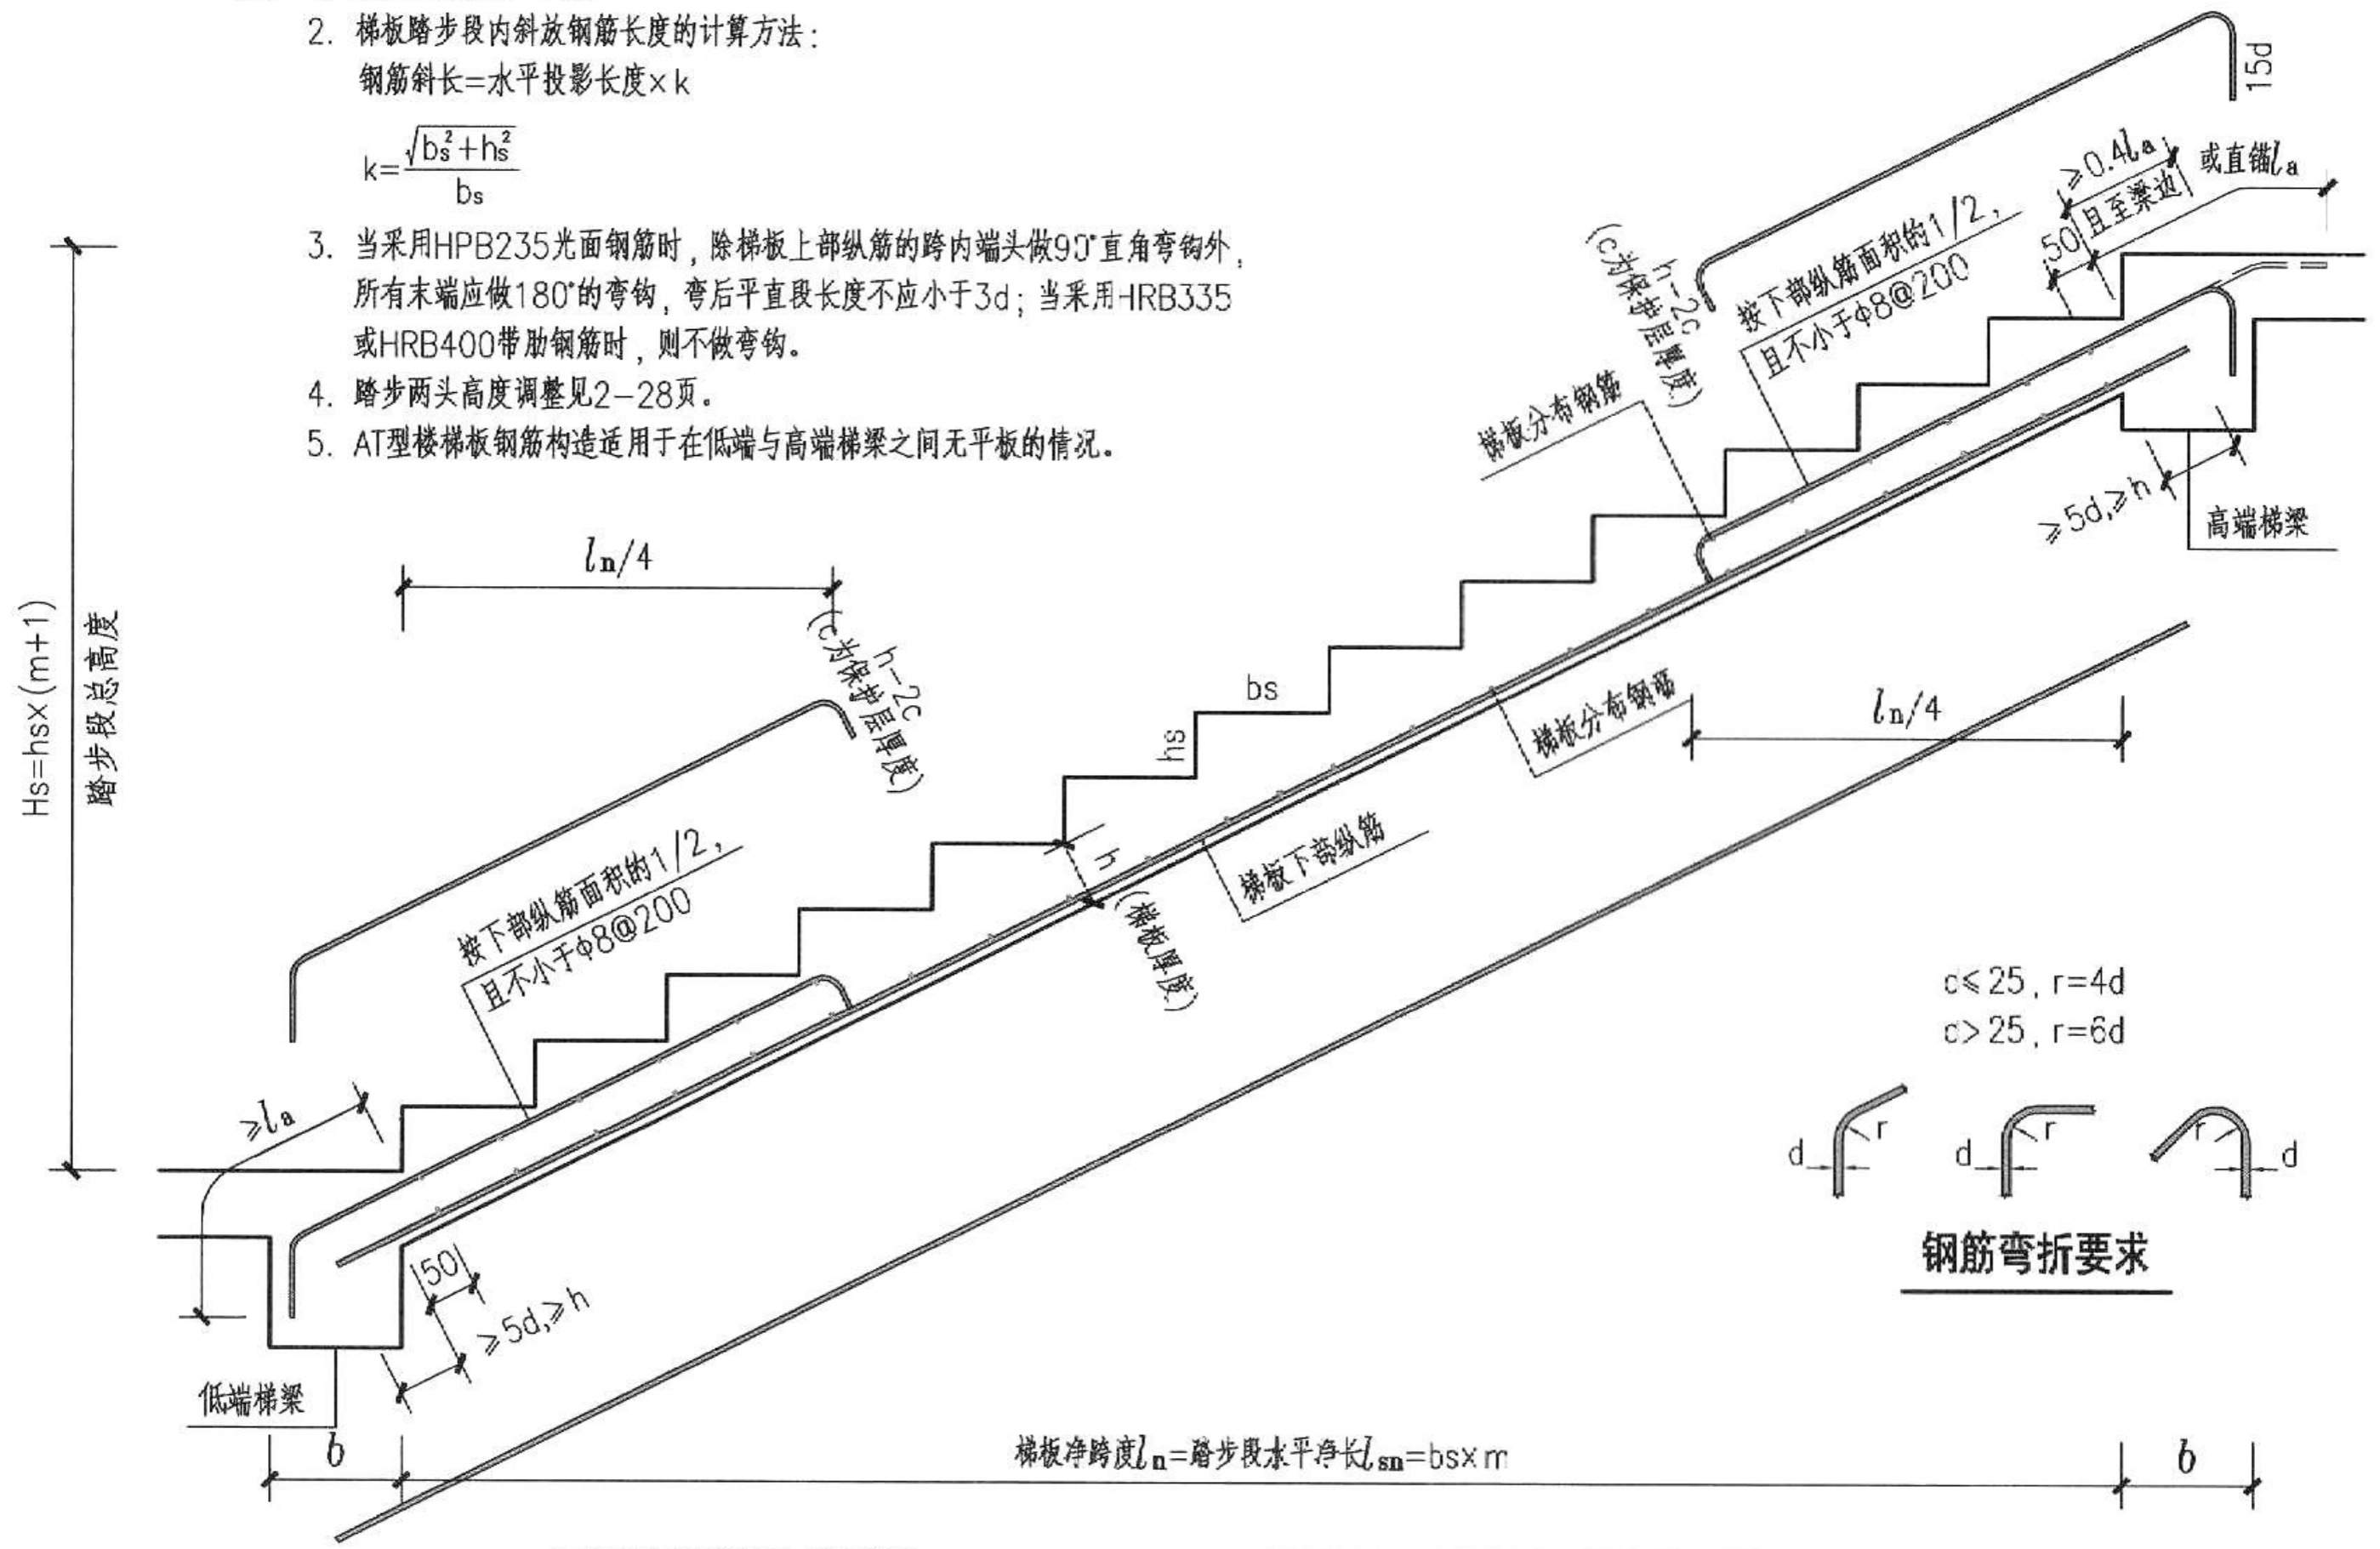 2. 梯板踏步段内斜放钢筋长度的计算方法:
钢筋斜长=水平投影长度×k
k=√(bs²+hs²)/bs
3. 当采用HPB235光面钢筋时,除梯板上部纵筋的跨内端头做90°直角弯钩外,
所有末端应做180°的弯钩,弯后平直段长度不应小于3d;当采用HRB335
或HRB400带肋钢筋时,则不做弯钩。
4. 踏步两头高度调整见2-28页。
5. AT型楼梯板钢筋构造适用于在低端与高端梯梁之间无平板的情况。
15d
≥0.4la
且至梁边
或直锚la
50
按下部纵筋面积的1/2,
且不小于ϕ8@200
h-2c
(c为保护层厚度)
梯板分布钢筋
≥5d,≥h
高端梯梁
ln/4
h-2c
(c为保护层厚度)
Hs=hs×(m+1)
踏步段总高度
bs
hs
梯板分布钢筋
ln/4
按下部纵筋面积的1/2,
且不小于ϕ8@200
h
(梯板厚度)
梯板下部纵筋
≥la
50
≥5d,≥h
低端梯梁
c≤25,r=4d
c>25,r=6d
d r
d r
r d
钢筋弯折要求
b
梯板净跨度ln=踏步段水平净长lsn=bs×m
b